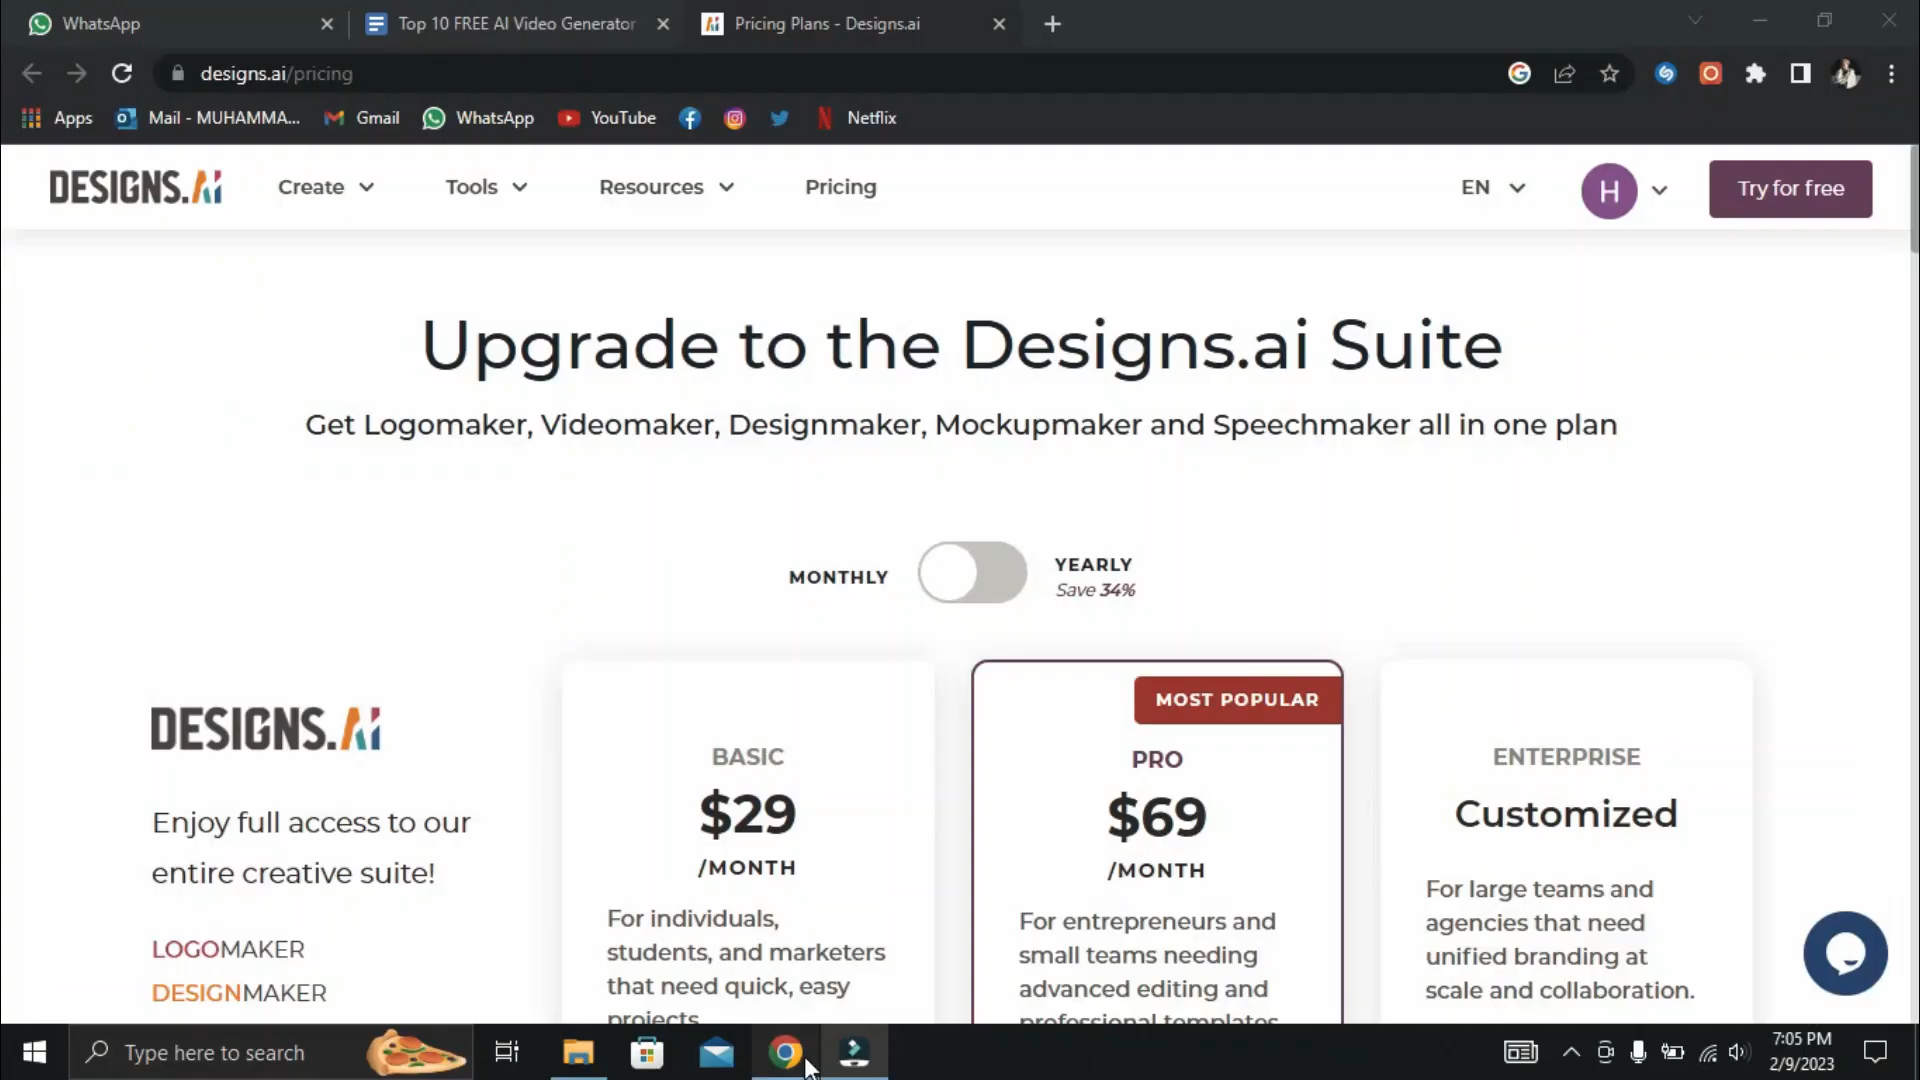 WhatsApp
Top 10 FREE AI Video Generator
Pricing Plans - Designs.ai
designs.ai/pricing
Apps
Mail - MUHAMMA...
Gmail
WhatsApp
YouTube
Netflix
DESIGNS.AI
Create
Tools
Resources
Pricing
EN
H
Try for free
Upgrade to the Designs.ai Suite
Get Logomaker, Videomaker, Designmaker, Mockupmaker and Speechmaker all in one plan
MONTHLY
YEARLY
Save 34%
DESIGNS.AI
Enjoy full access to our
entire creative suite!
LOGOMAKER
DESIGNMAKER
BASIC
$29
/MONTH
For individuals,
students, and marketers
that need quick, easy
projects
MOST POPULAR
PRO
$69
/MONTH
For entrepreneurs and
small teams needing
advanced editing and
professional templates
ENTERPRISE
Customized
For large teams and
agencies that need
unified branding at
scale and collaboration.
Type here to search
7:05 PM
2/9/2023